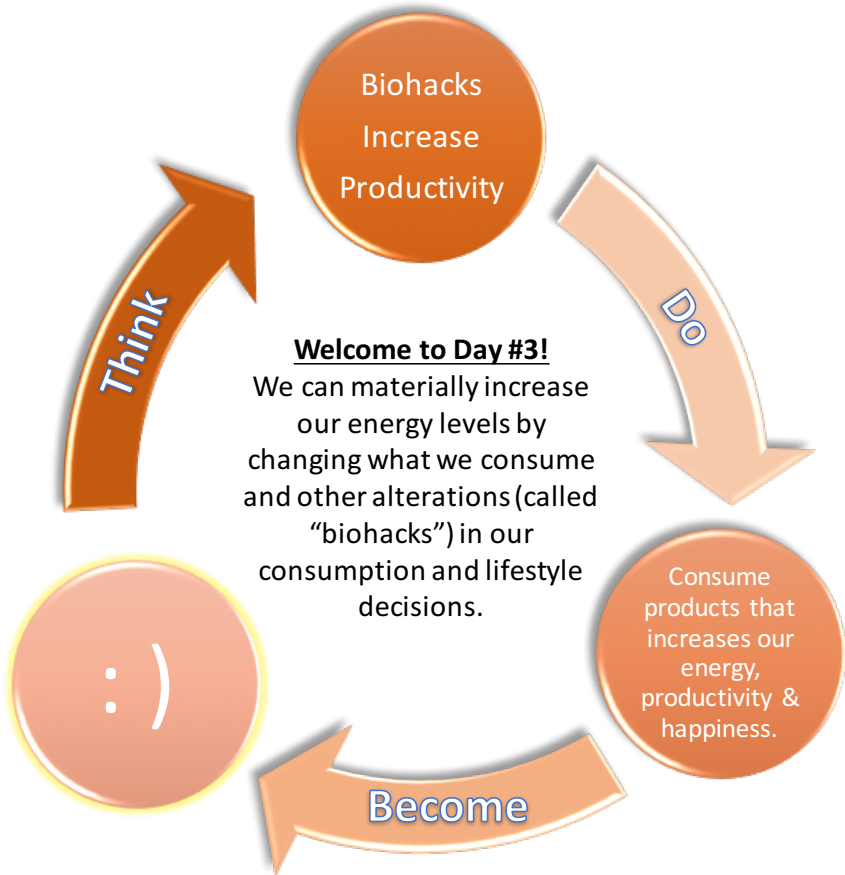 Biohacks
Increase
Productivity
Do
Think
Welcome to Day #3!
We can materially increase
our energy levels by
changing what we consume
and other alterations (called
“biohacks”) in our
consumption and lifestyle
decisions.
Consume
products that
increases our
energy,
productivity &
happiness.
: )
Become